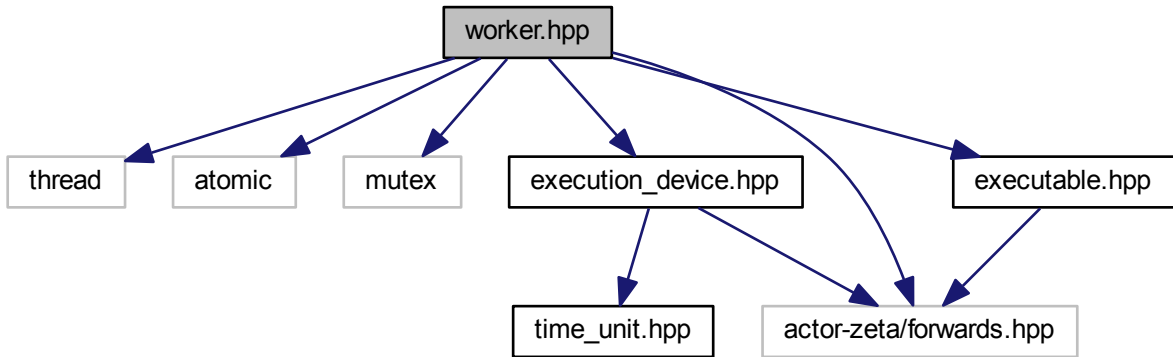 worker.hpp
thread
atomic
mutex
execution_device.hpp
executable.hpp
time_unit.hpp
actor-zeta/forwards.hpp